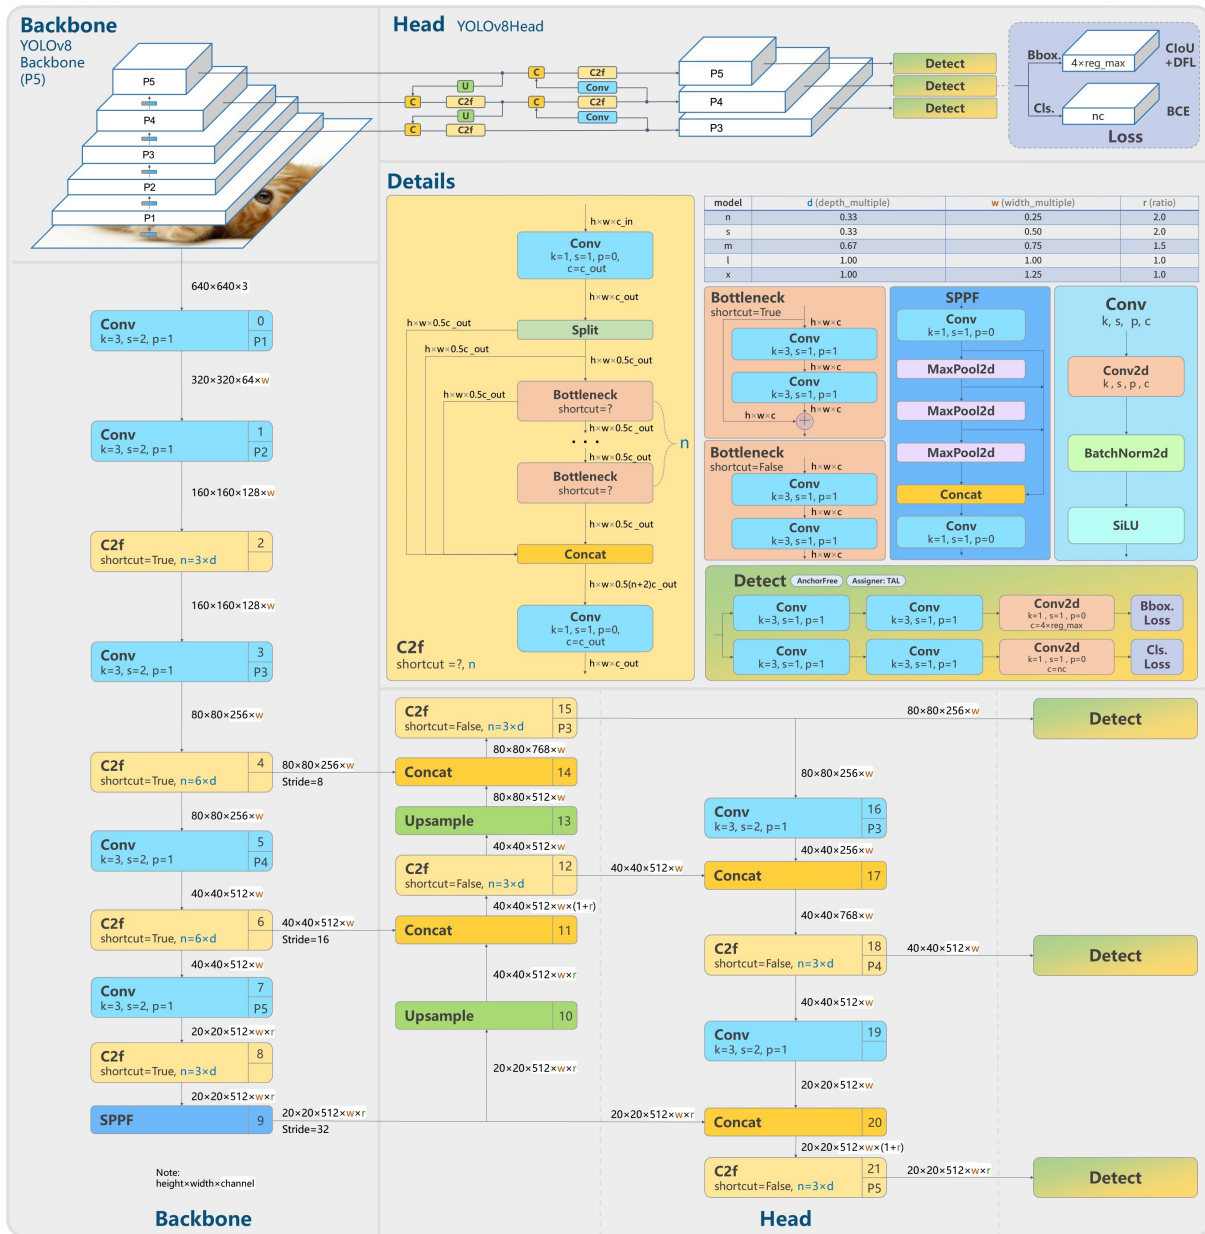 Backbone
YOLOv8
Backbone
(P5)
P5
P4
P3
P2
P1
Head YOLOv8Head
C C2f
U Conv
C C2f C C2f
U Conv
C C2f
P5
P4
P3
Detect
Detect
Detect
Bbox. 4×reg_max CIoU
+DFL
Cls. nc BCE
Loss
Details
h×w×c_in
Conv
k=1, s=1, p=0,
c=c_out
h×w×c_out
h×w×0.5c_out Split
h×w×0.5c_out h×w×0.5c_out
Bottleneck
shortcut=?
h×w×0.5c_out
h×w×0.5c_out
...
n
h×w×0.5c_out
Bottleneck
shortcut=?
h×w×0.5c_out
Concat
h×w×0.5(n+2)c_out
Conv
k=1, s=1, p=0,
c=c_out
h×w×c_out
C2f
shortcut =?, n
model d (depth_multiple) w (width_multiple) r (ratio)
n 0.33 0.25 2.0
s 0.33 0.50 2.0
m 0.67 0.75 1.5
l 1.00 1.00 1.0
x 1.00 1.25 1.0
Bottleneck
shortcut=True
h×w×c
Conv
k=3, s=1, p=1
h×w×c
Conv
k=3, s=1, p=1
h×w×c
h×w×c
+
Bottleneck
shortcut=False
h×w×c
Conv
k=3, s=1, p=1
h×w×c
Conv
k=3, s=1, p=1
h×w×c
SPPF
Conv
k=1, s=1, p=0
MaxPool2d
MaxPool2d
MaxPool2d
Concat
Conv
k=1, s=1, p=0
Conv
k, s, p, c
Conv2d
k, s, p, c
BatchNorm2d
SiLU
Detect AnchorFree Assigner: TAL
Conv
k=3, s=1, p=1
Conv
k=3, s=1, p=1
Conv2d
k=1, s=1, p=0
c=4×reg_max
Bbox.
Loss
Conv
k=3, s=1, p=1
Conv
k=3, s=1, p=1
Conv2d
k=1, s=1, p=0
c=nc
Cls.
Loss
640×640×3
Conv 0
k=3, s=2, p=1 P1
320×320×64×w
Conv 1
k=3, s=2, p=1 P2
160×160×128×w
C2f 2
shortcut=True, n=3×d
160×160×128×w
Conv 3
k=3, s=2, p=1 P3
80×80×256×w
C2f 4
shortcut=True, n=6×d
80×80×256×w
Stride=8
80×80×256×w
Conv 5
k=3, s=2, p=1 P4
40×40×512×w
C2f 6
shortcut=True, n=6×d
40×40×512×w
Stride=16
40×40×512×w
Conv 7
k=3, s=2, p=1 P5
20×20×512×w×r
C2f 8
shortcut=True, n=3×d
20×20×512×w×r
SPPF 9
20×20×512×w×r
Stride=32
Note:
height×width×channel
Backbone
C2f 15
shortcut=False, n=3×d P3
80×80×768×w
Concat 14
80×80×512×w
Upsample 13
40×40×512×w
C2f 12
shortcut=False, n=3×d
40×40×512×w
40×40×512×w×(1+r)
Concat 11
40×40×512×w×r
Upsample 10
20×20×512×w×r
80×80×256×w
Detect
80×80×256×w
Conv 16
k=3, s=2, p=1 P3
40×40×256×w
Concat 17
40×40×768×w
C2f 18
shortcut=False, n=3×d P4
40×40×512×w
Detect
40×40×512×w
Conv 19
k=3, s=2, p=1
20×20×512×w
20×20×512×w×r
Concat 20
20×20×512×w×(1+r)
C2f 21
shortcut=False, n=3×d P5
20×20×512×w×r
Detect
Head